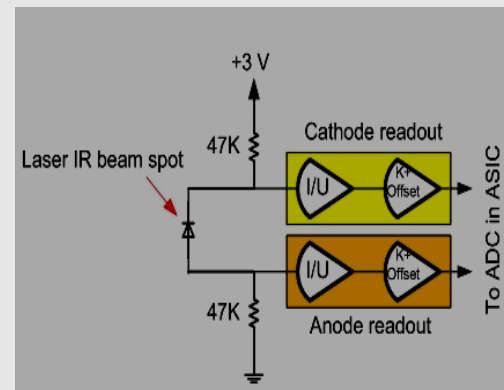 +3 V
47K
Cathode readout
Laser IR beam spot
I/U
K+
Offset
To ADC in ASIC
I/U
K+
Offset
47K
Anode readout